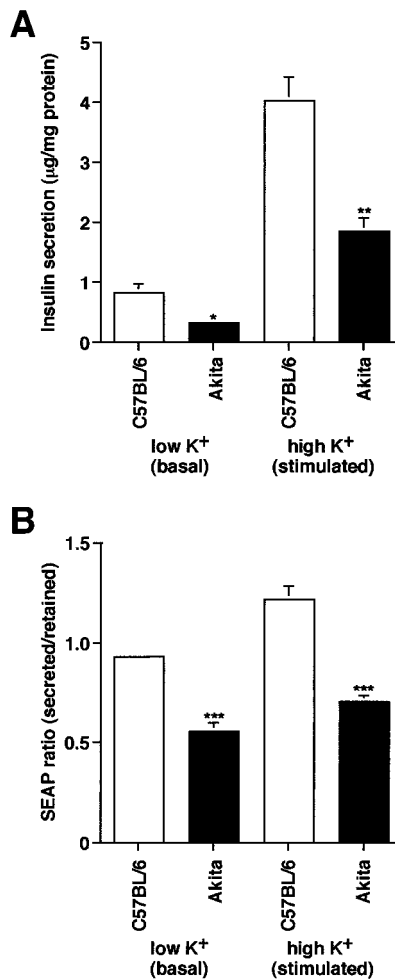 A
Insulin secretion (µg/mg protein)
5
4
3
2
1
0
*
**
C57BL/6
Akita
C57BL/6
Akita
low K⁺
(basal)
high K⁺
(stimulated)
B
SEAP ratio (secreted/retained)
1.5
1.0
0.5
0
***
***
C57BL/6
Akita
C57BL/6
Akita
low K⁺
(basal)
high K⁺
(stimulated)